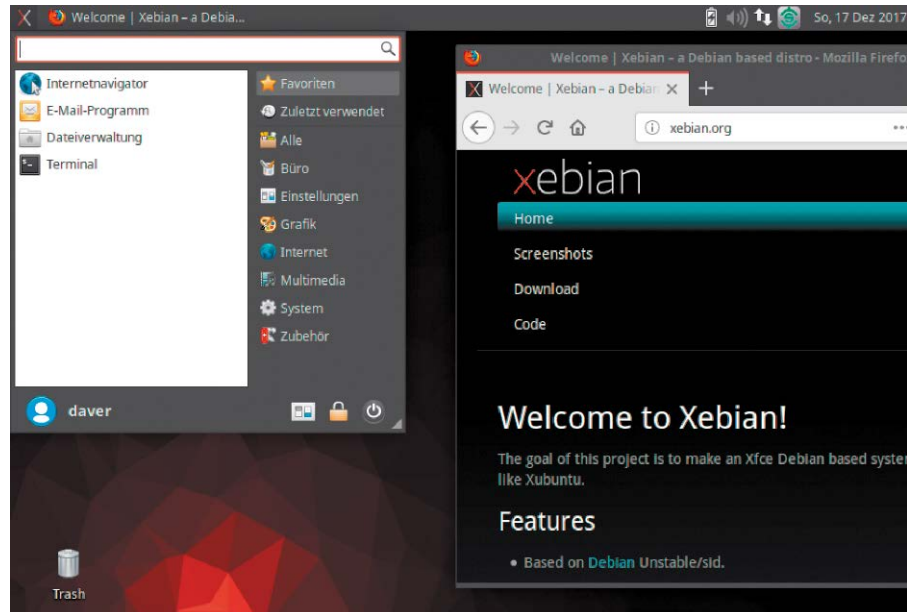 Welcome | Xebian – a Debia...
So, 17 Dez 2017
Internetnavigator
E-Mail-Programm
Dateiverwaltung
Terminal
Favoriten
Zuletzt verwendet
Alle
Büro
Einstellungen
Grafik
Internet
Multimedia
System
Zubehör
daver
Trash
Welcome | Xebian – a Debian based distro - Mozilla Firefo
Welcome | Xebian – a Debian
xebian.org
xebian
Home
Screenshots
Download
Code
Welcome to Xebian!
The goal of this project is to make an Xfce Debian based syster
like Xubuntu.
Features
• Based on Debian Unstable/sid.